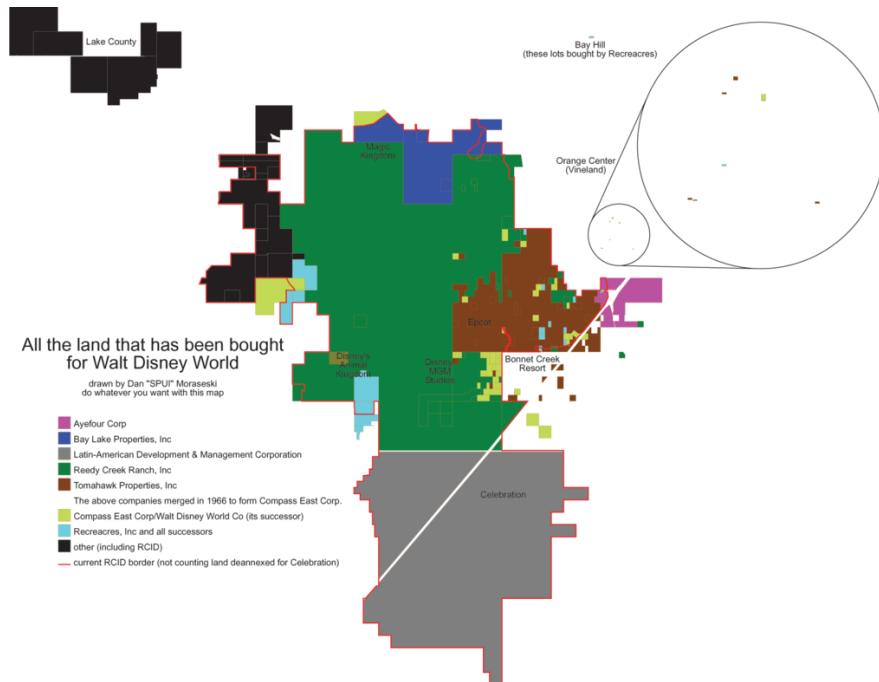 Lake County
Bay Hill
(these lots bought by Recreacres)
Magic
Kingdom
Orange Center
(Vineland)
Epcot
All the land that has been bought
for Walt Disney World
drawn by Dan "SPUI" Moraseski
do whatever you want with this map
Disney's
Animal
Kingdom
Disney's
MGM
Studios
Bonnet Creek
Resort
Ayefour Corp
Bay Lake Properties, Inc
Latin-American Development & Management Corporation
Reedy Creek Ranch, Inc
Tomahawk Properties, Inc
The above companies merged in 1966 to form Compass East Corp.
Compass East Corp/Walt Disney World Co (its successor)
Recreacres, Inc and all successors
other (including RCID)
current RCID border (not counting land deannexed for Celebration)
Celebration